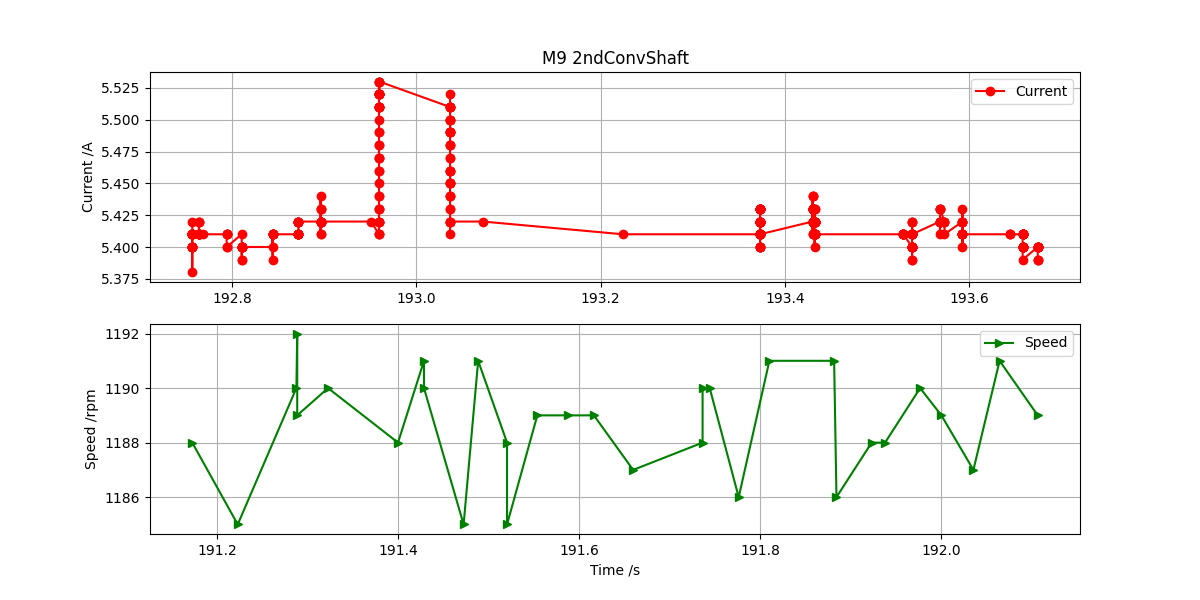 M9 2ndConvShaft
Current /A
5.525
5.500
5.475
5.450
5.425
5.400
5.375
Current
192.8 193.0 193.2 193.4 193.6
Speed /rpm
1192
1190
1188
1186
Speed
191.2 191.4 191.6 191.8 192.0
Time /s